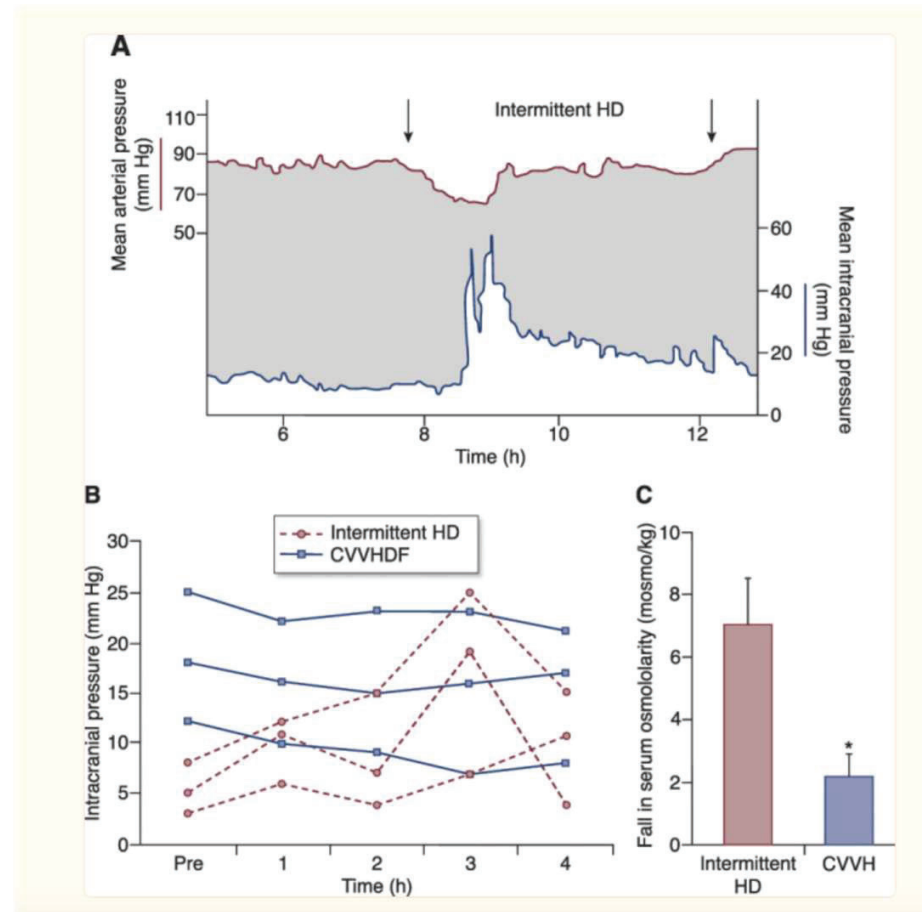 A
Mean arterial pressure
(mm Hg)
110
90
70
50
Intermittent HD
60
40
20
0
Mean intracranial pressure
(mm Hg)
6 8 10 12
Time (h)
B
Intermittent HD
CVVHDF
Intracranial pressure (mm Hg)
30
25
20
15
10
5
0
Pre 1 2 3 4
Time (h)
C
Fall in serum osmololarity (mosmo/kg)
10
8
6
4
2
0
*
Intermittent CVVH
HD